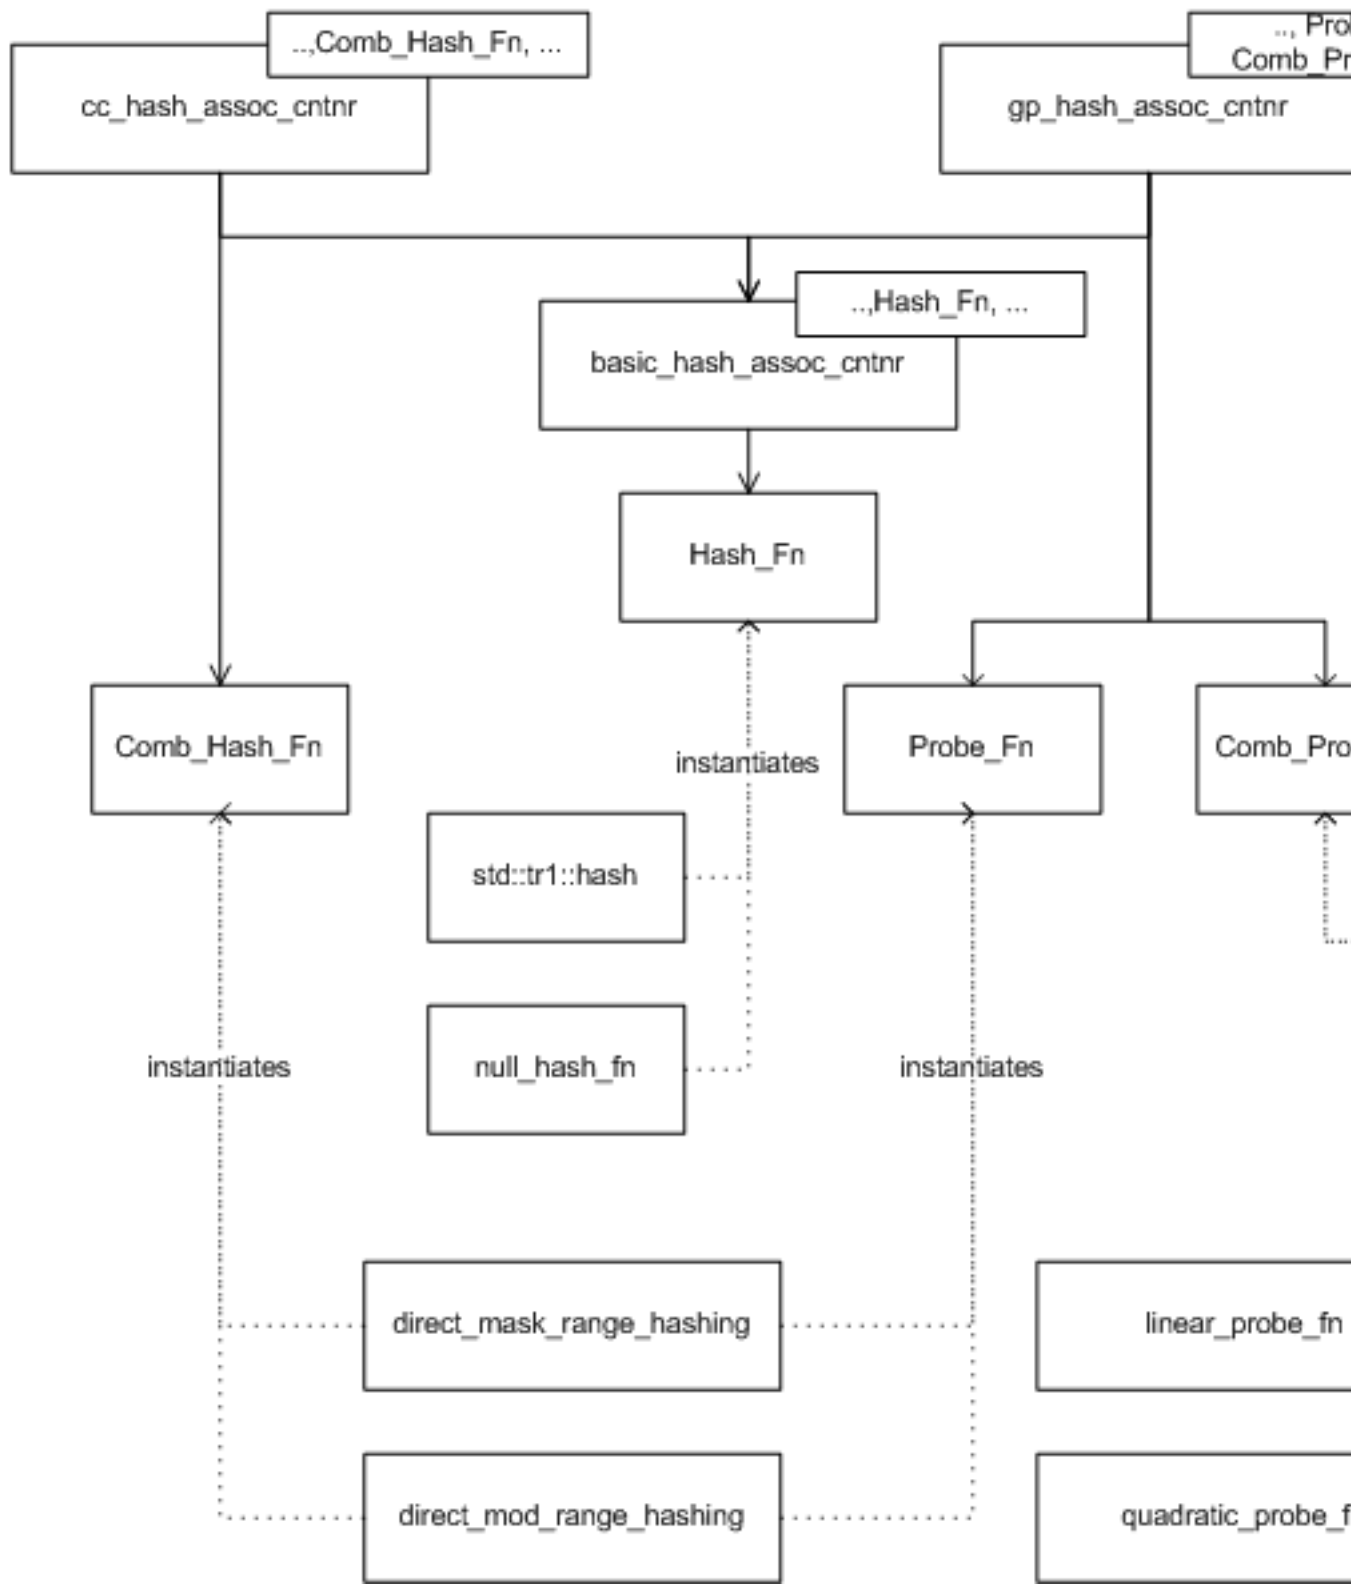 ..,Comb_Hash_Fn, ...
cc_hash_assoc_cntnr
..,
gp_hash_assoc_cntnr
..,Hash_Fn, ...
basic_hash_assoc_cntnr
Hash_Fn
Comb_Hash_Fn
instantiates
Probe_Fn
std::tr1::hash
null_hash_fn
instantiates
instantiates
direct_mask_range_hashing
linear_probe_fn
direct_mod_range_hashing